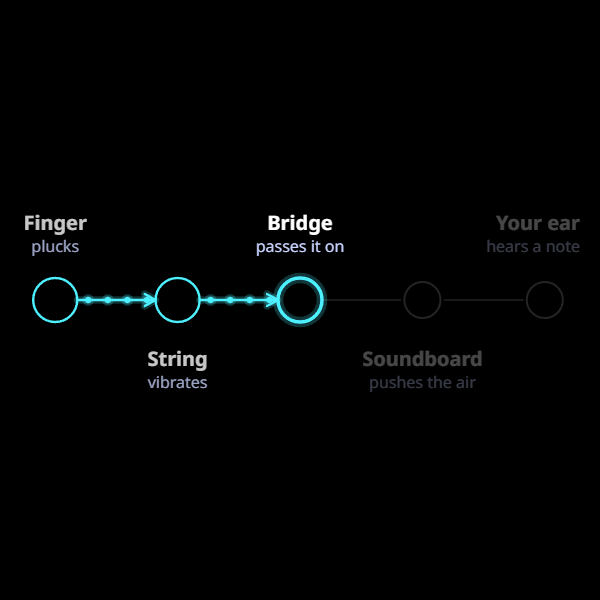 Finger
plucks
String
vibrates
Bridge
passes it on
Soundboard
pushes the air
Your ear
hears a note